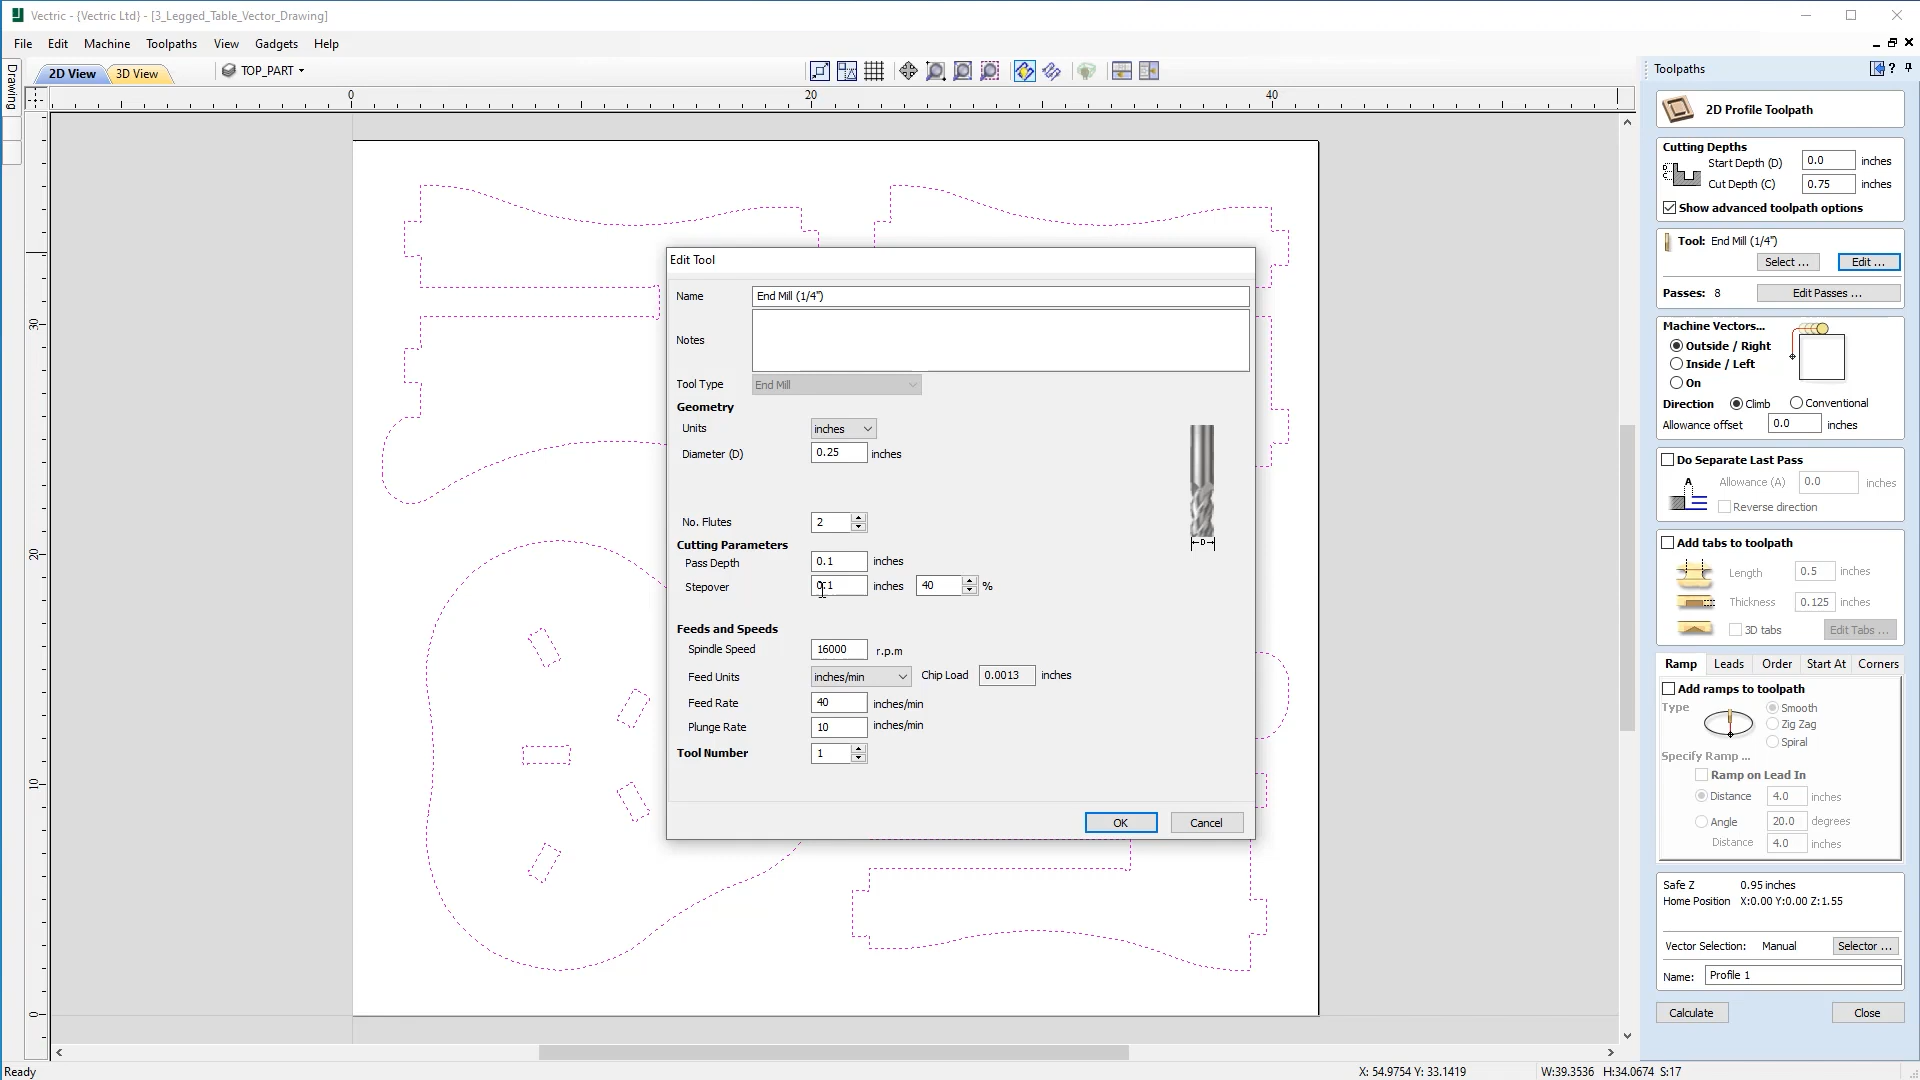 Vectric - {Vectric Ltd} - [3_Legged_Table_Vector_Drawing]
File Edit Machine Toolpaths View Gadgets Help
Drawing
2D View 3D View TOP_PART
0 20 40
30
20
10
0
Edit Tool
Name End Mill (1/4")
Notes
Tool Type End Mill
Geometry
Units inches
Diameter (D) 0.25 inches
No. Flutes 2
Cutting Parameters
Pass Depth 0.1 inches
Stepover 0.1 inches 40 %
Feeds and Speeds
Spindle Speed 16000 r.p.m
Feed Units inches/min Chip Load 0.0013 inches
Feed Rate 40 inches/min
Plunge Rate 10 inches/min
Tool Number 1
D
OK Cancel
Toolpaths
2D Profile Toolpath
Cutting Depths
Start Depth (D) 0.0 inches
Cut Depth (C) 0.75 inches
Show advanced toolpath options
Tool: End Mill (1/4")
Select ... Edit ...
Passes: 8 Edit Passes ...
Machine Vectors...
Outside / Right
Inside / Left
On
Direction Climb Conventional
Allowance offset 0.0 inches
Do Separate Last Pass
A Allowance (A) 0.0 inches
Reverse direction
Add tabs to toolpath
Length 0.5 inches
Thickness 0.125 inches
3D tabs Edit Tabs ...
Ramp Leads Order Start At Corners
Add ramps to toolpath
Type Smooth
Zig Zag
Spiral
Specify Ramp ...
Ramp on Lead In
Distance 4.0 inches
Angle 20.0 degrees
Distance 4.0 inches
Safe Z 0.95 inches
Home Position X:0.00 Y:0.00 Z:1.55
Vector Selection: Manual Selector ...
Name: Profile 1
Calculate Close
Ready X: 54.9754 Y: 33.1419 W:39.3536 H:34.0674 S:17